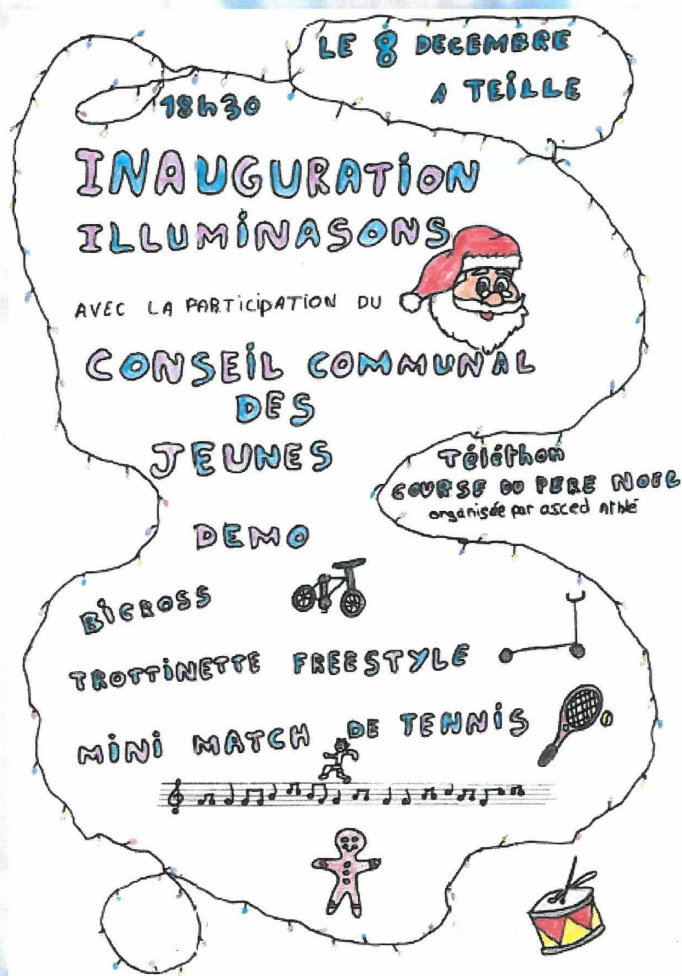 LE 8 DECEMBRE
A TEiLLE
18h30
INAUGURATiON
ILLUMiNASONS
AVEC LA PARTiCiPATiON DU
CONSEiL COMMUNAL
DES
JEUNES
Téléthon
COURSE DU PERE NOEL
organisée par asced Athlé
DEMO
BiCROSS
TROTTiNETTE FREESTYLE
MiNi MATCH DE TENNiS